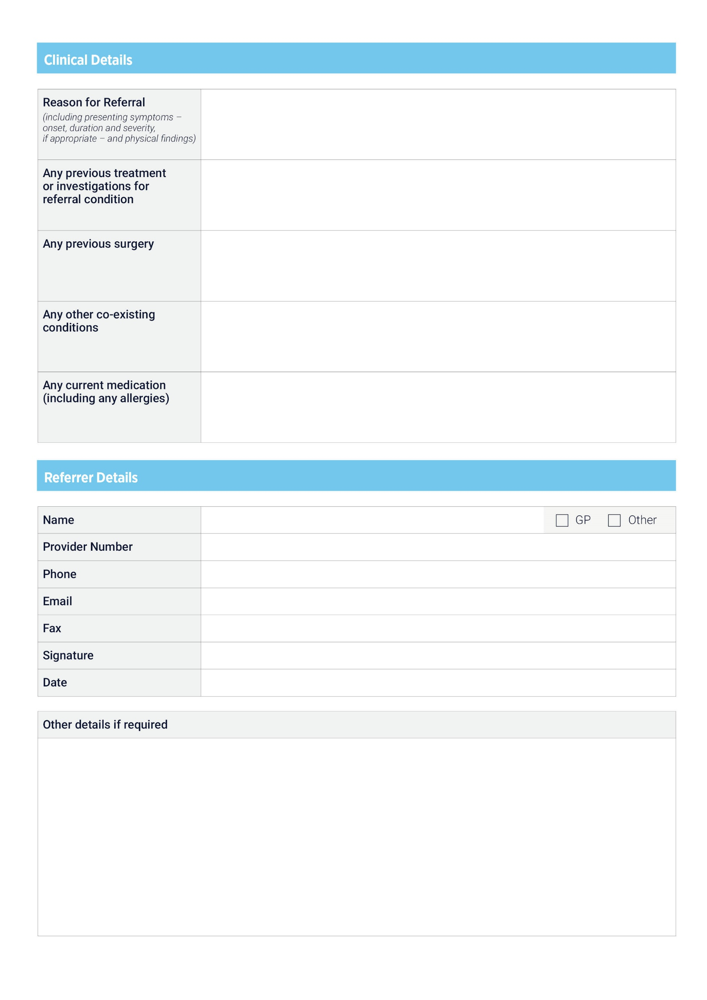 Clinical Details
Reason for Referral
(including presenting symptoms –
onset, duration and severity,
if appropriate – and physical findings)
Any previous treatment
or investigations for
referral condition
Any previous surgery
Any other co-existing
conditions
Any current medication
(including any allergies)
Referrer Details
Name
GP Other
Provider Number
Phone
Email
Fax
Signature
Date
Other details if required